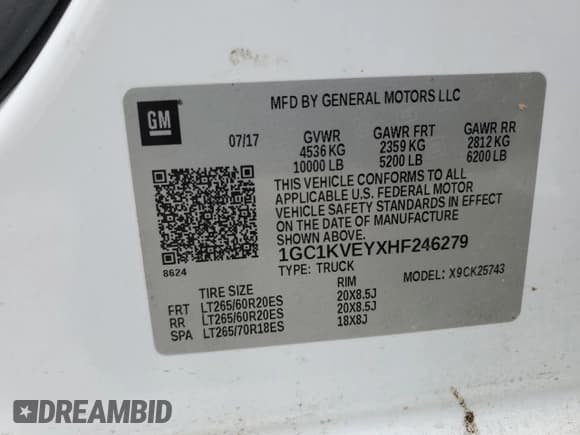 GM
MFD BY GENERAL MOTORS LLC
07/17 GVWR GAWR FRT GAWR RR
4536 KG 2359 KG 2812 KG
10000 LB 5200 LB 6200 LB
THIS VEHICLE CONFORMS TO ALL
APPLICABLE U.S. FEDERAL MOTOR
VEHICLE SAFETY STANDARDS IN EFFECT
ON THE DATE OF MANUFACTURE
SHOWN ABOVE.
8624
1GC1KVEYXHF246279
TYPE: TRUCK MODEL: X9CK25743
TIRE SIZE RIM
FRT LT265/60R20ES 20X8.5J
RR LT265/60R20ES 20X8.5J
SPA LT265/70R18ES 18X8J
DREAMBID